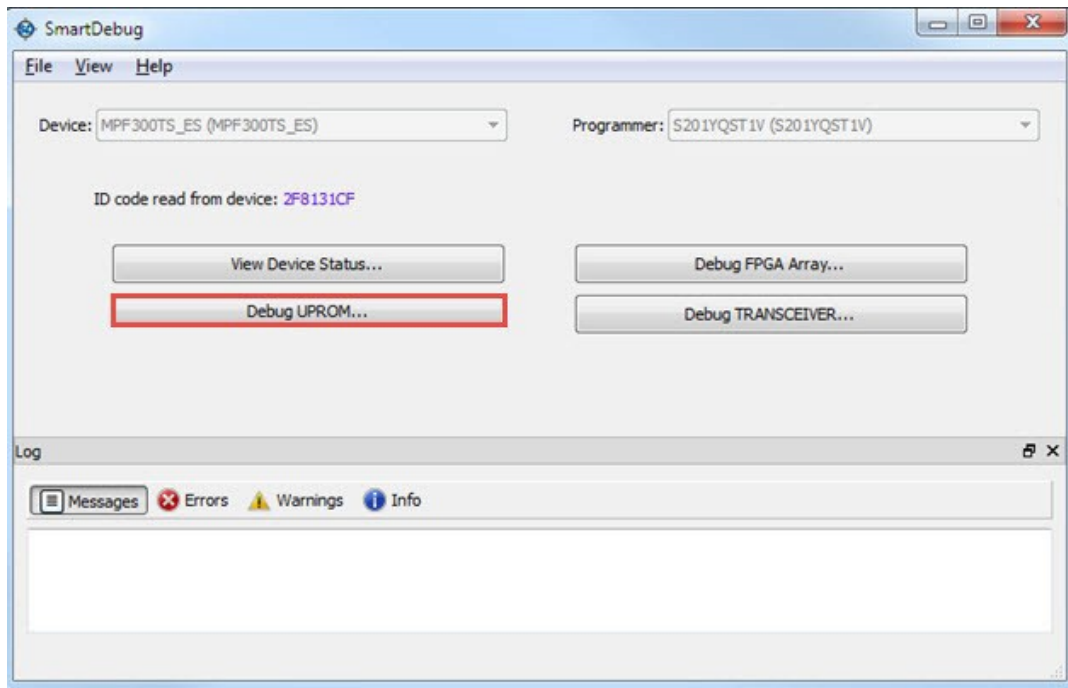 SmartDebug
File View Help
Device: MPF300TS_ES (MPF300TS_ES) Programmer: S201YQST1V (S201YQST1V)
ID code read from device: 2F8131CF
View Device Status... Debug FPGA Array...
Debug UPROM... Debug TRANSCEIVER...
Log
Messages Errors Warnings Info